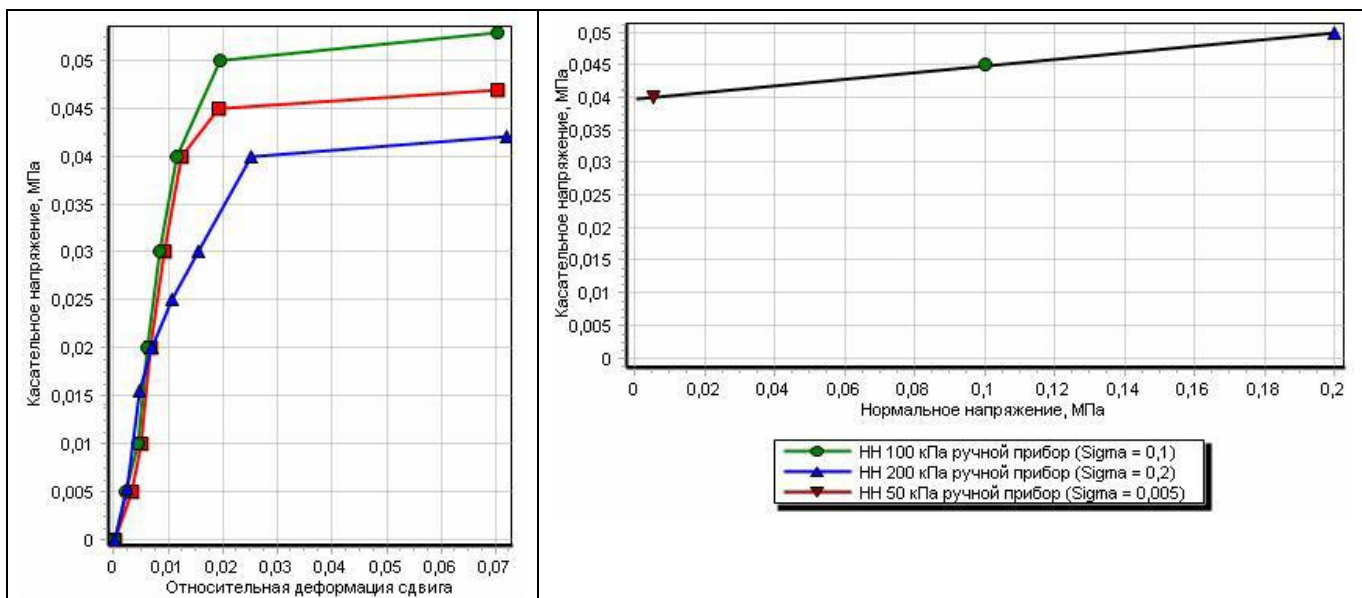 Касательное напряжение, МПа
0,05
0,045
0,04
0,035
0,03
0,025
0,02
0,015
0,01
0,005
0
0 0,01 0,02 0,03 0,04 0,05 0,06 0,07
Относительная деформация сдвига
Касательное напряжение, МПа
0,05
0,045
0,04
0,035
0,03
0,025
0,02
0,015
0,01
0,005
0
0 0,02 0,04 0,06 0,08 0,1 0,12 0,14 0,16 0,18 0,2
Нормальное напряжение, МПа
НН 100 кПа ручной прибор (Sigma = 0,1)
НН 200 кПа ручной прибор (Sigma = 0,2)
НН 50 кПа ручной прибор (Sigma = 0,005)